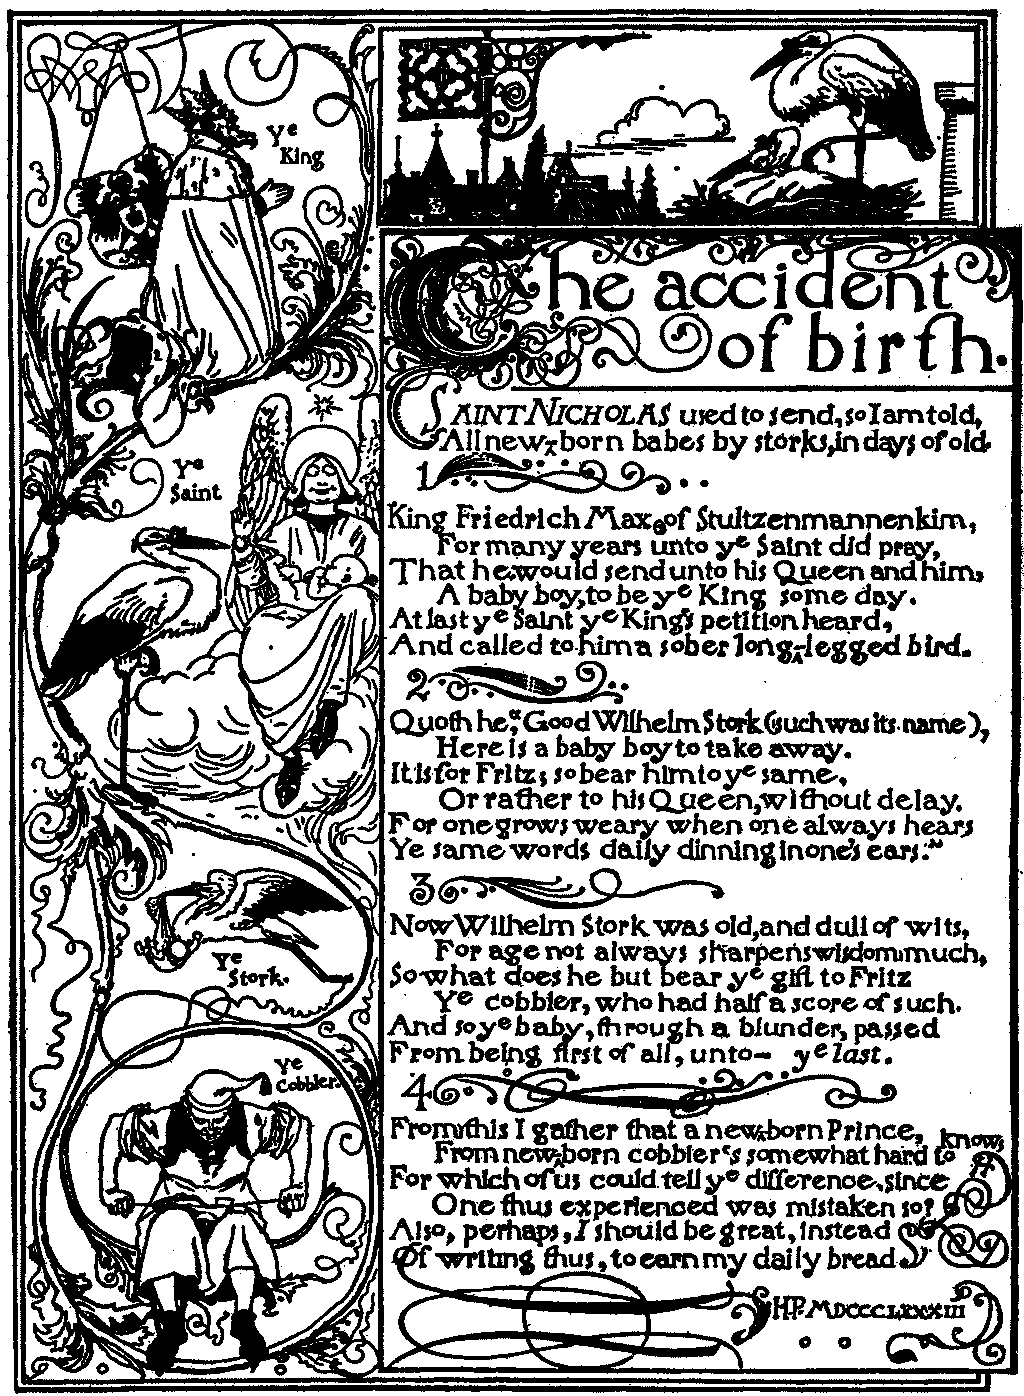 Ye
King
Ye
Saint
Ye
Stork.
Ye
Cobbler.
The accident
of birth.
SAINT NICHOLAS used to send, so I am told,
All new-born babes by storks, in days of old.
1
King Friedrich Max of Stultzenmannenkim,
For many years unto ye Saint did pray,
That he would send unto his Queen and him,
A baby boy, to be ye King some day.
At last ye Saint ye King's petition heard,
And called to him a sober long-legged bird.
2
Quoth he, "Good Wilhelm Stork (such was its name),
Here is a baby boy to take away.
It is for Fritz; so bear him to ye same,
Or rather to his Queen, without delay.
For one grows weary when one always hears
Ye same words daily dinning in one's ears."
3
Now Wilhelm Stork was old, and dull of wits,
For age not always sharpens wisdom much,
So what does he but bear ye gift to Fritz
Ye cobbler, who had half a score of such.
And so ye baby, through a blunder, passed
From being first of all, unto— ye last.
4
From this I gather that a new-born Prince,
From new-born cobbler's somewhat hard to know,
For which of us could tell ye difference, since
One thus experienced was mistaken so?
Also, perhaps, I should be great, instead
Of writing thus, to earn my daily bread.
H.P. MDCCCLXXXIII